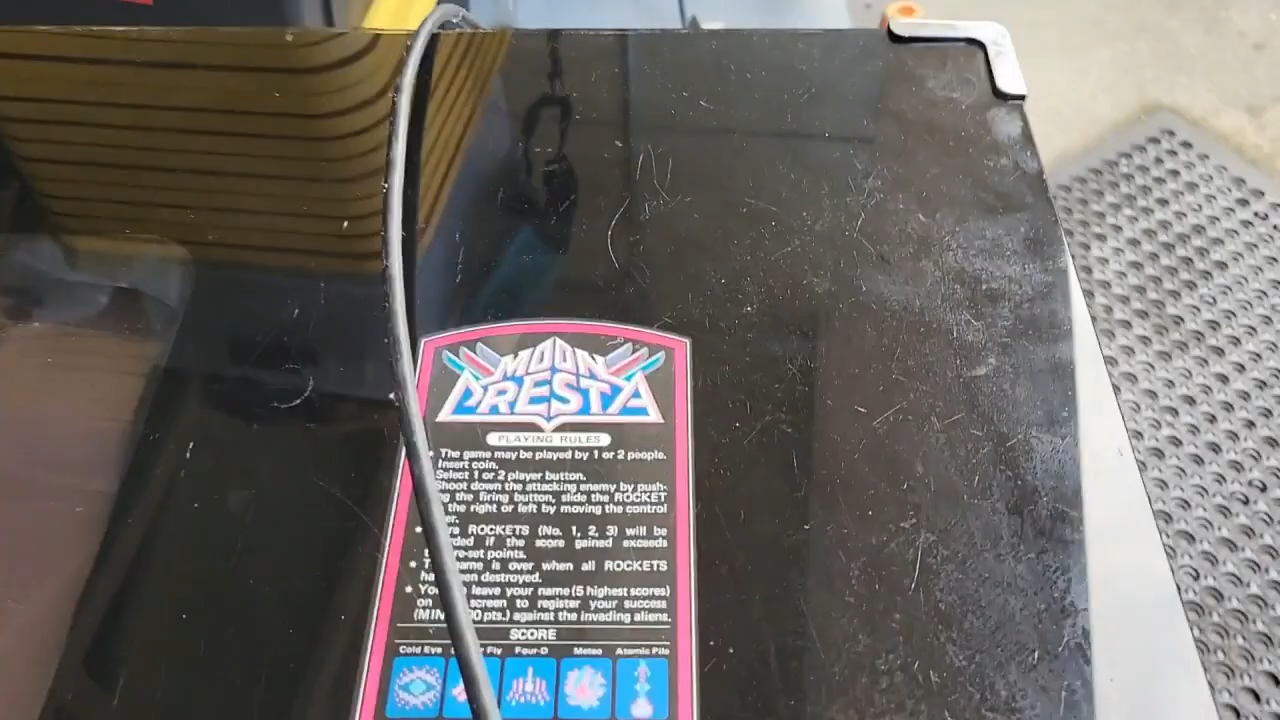 MOON
CRESTA
PLAYING RULES
* The game may be played by 1 or 2 people.
Insert coin.
Select 1 or 2 player button.
Shoot down the attacking enemy by push-
the firing button, slide the ROCKET
the right or left by moving the control
* ROCKETS (No. 1, 2, 3) will be
if the score gained exceeds
points.
* is over when all ROCKETS
destroyed.
* leave your name (5 highest scores)
on screen to register your success
pts.) against the invading aliens.
SCORE
Cold Eye Fly Four-D Meteo Atomic Pile